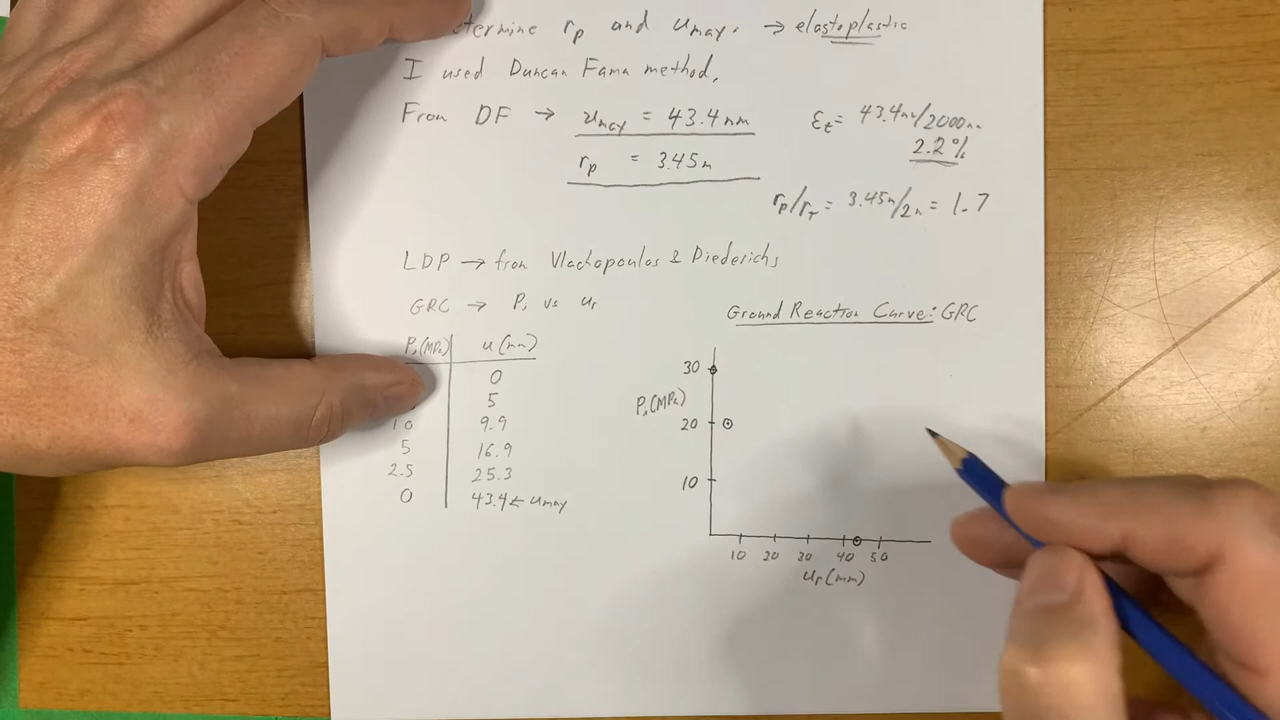 etermine rp and umax. → elastoplastic
I used Duncan Fama method.
From DF → umax = 43.4mm
rp = 3.45m
εt = 43.4mm/2000mm
2.2%
rp/rT = 3.45m/2m = 1.7
LDP → from Vlachopoulos & Diederichs
GRC → Pi vs ur
Ground Reaction Curve: GRC
Pi(MPa) u(mm)
0
5
10 9.9
5 16.9
2.5 25.3
0 43.4 ← umax
30
Pi(MPa)
20
10
10 20 30 40 50
ur(mm)